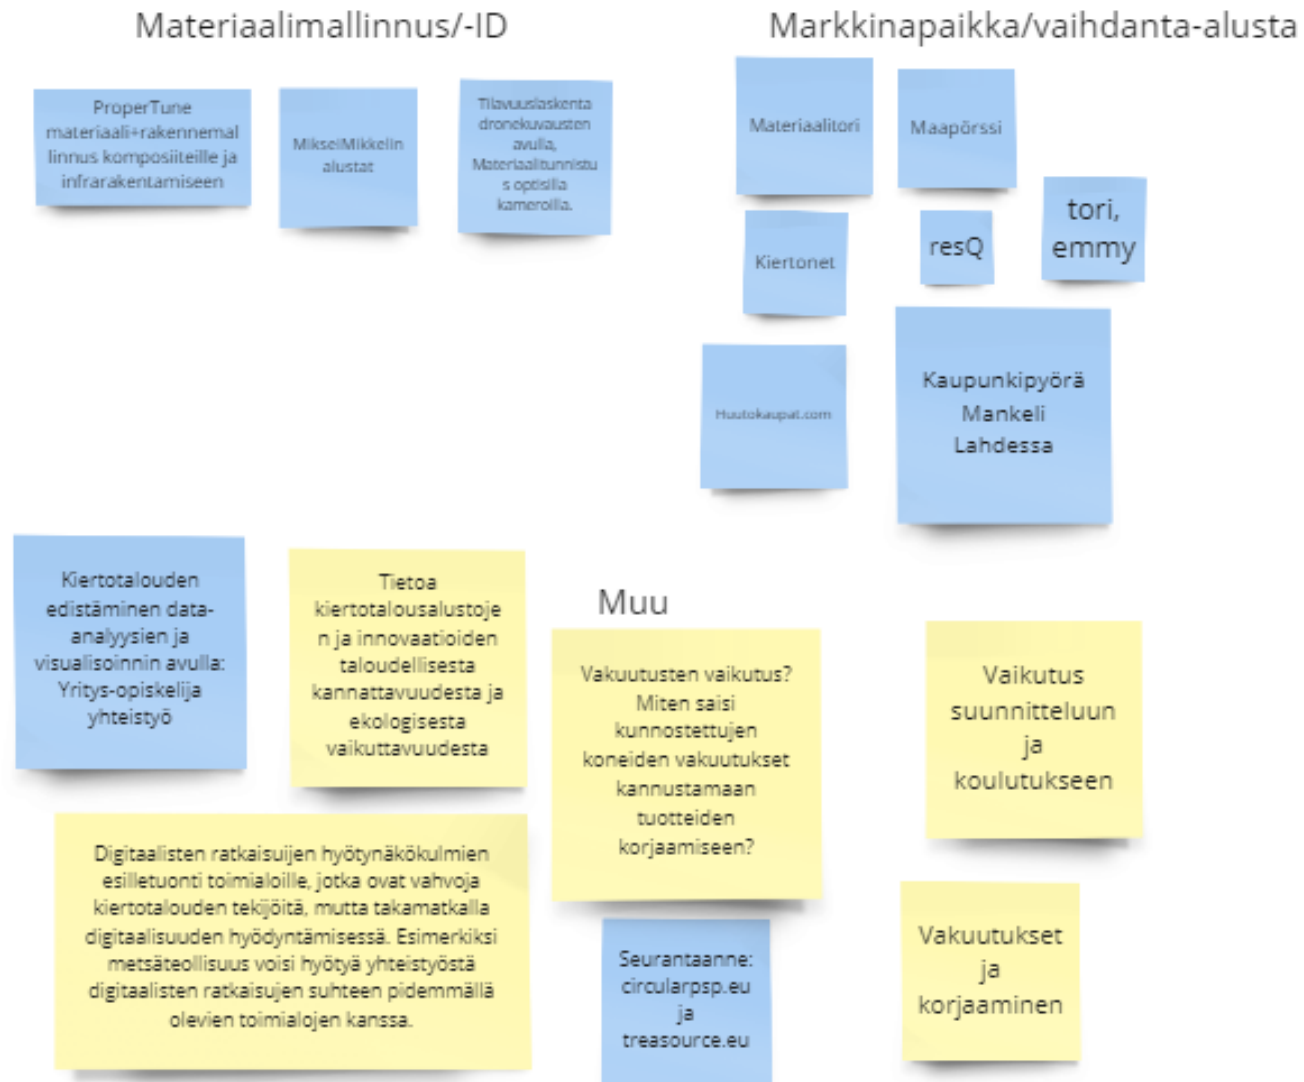 Materiaalimallinnus/-ID
ProperTune
materiaali+rakennemal
linnus komposiiteille ja
infrarakentamiseen
MikseiMikkelin
alustat
Tilavuuslaskenta
dronekuvausten
avulla,
Materiaalitunnistu
s optisilla
kameroilla.
Markkinapaikka/vaihdanta-alusta
Materiaalitori
Maapörssi
Kiertonet
resQ
tori,
emmy
Huutokaupat.com
Kaupunkipyörä
Mankeli
Lahdessa
Kiertotalouden
edistäminen data-
analyysien ja
visualisoinnin avulla:
Yritys-opiskelija
yhteistyö
Tietoa
kiertotalousalustoje
n ja innovaatioiden
taloudellisesta
kannattavuudesta ja
ekologisesta
vaikuttavuudesta
Digitaalisten ratkaisuijen hyötynäkökulmien
esilletuonti toimialoille, jotka ovat vahvoja
kiertotalouden tekijöitä, mutta takamatkalla
digitaalisuuden hyödyntämisessä. Esimerkiksi
metsäteollisuus voisi hyötyä yhteistyöstä
digitaalisten ratkaisujen suhteen pidemmällä
olevien toimialojen kanssa.
Muu
Vakuutusten vaikutus?
Miten saisi
kunnostettujen
koneiden vakuutukset
kannustamaan
tuotteiden
korjaamiseen?
Seurantaanne:
circularpsp.eu
ja
treasource.eu
Vaikutus
suunnitteluun
ja
koulutukseen
Vakuutukset
ja
korjaaminen